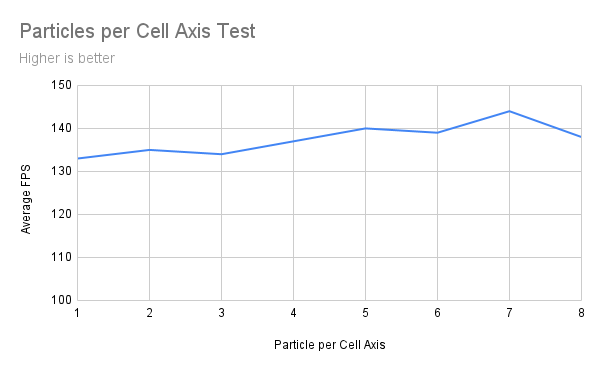 Particles per Cell Axis Test
Higher is better
150
140
130
120
110
100
Average FPS
1 2 3 4 5 6 7 8
Particle per Cell Axis